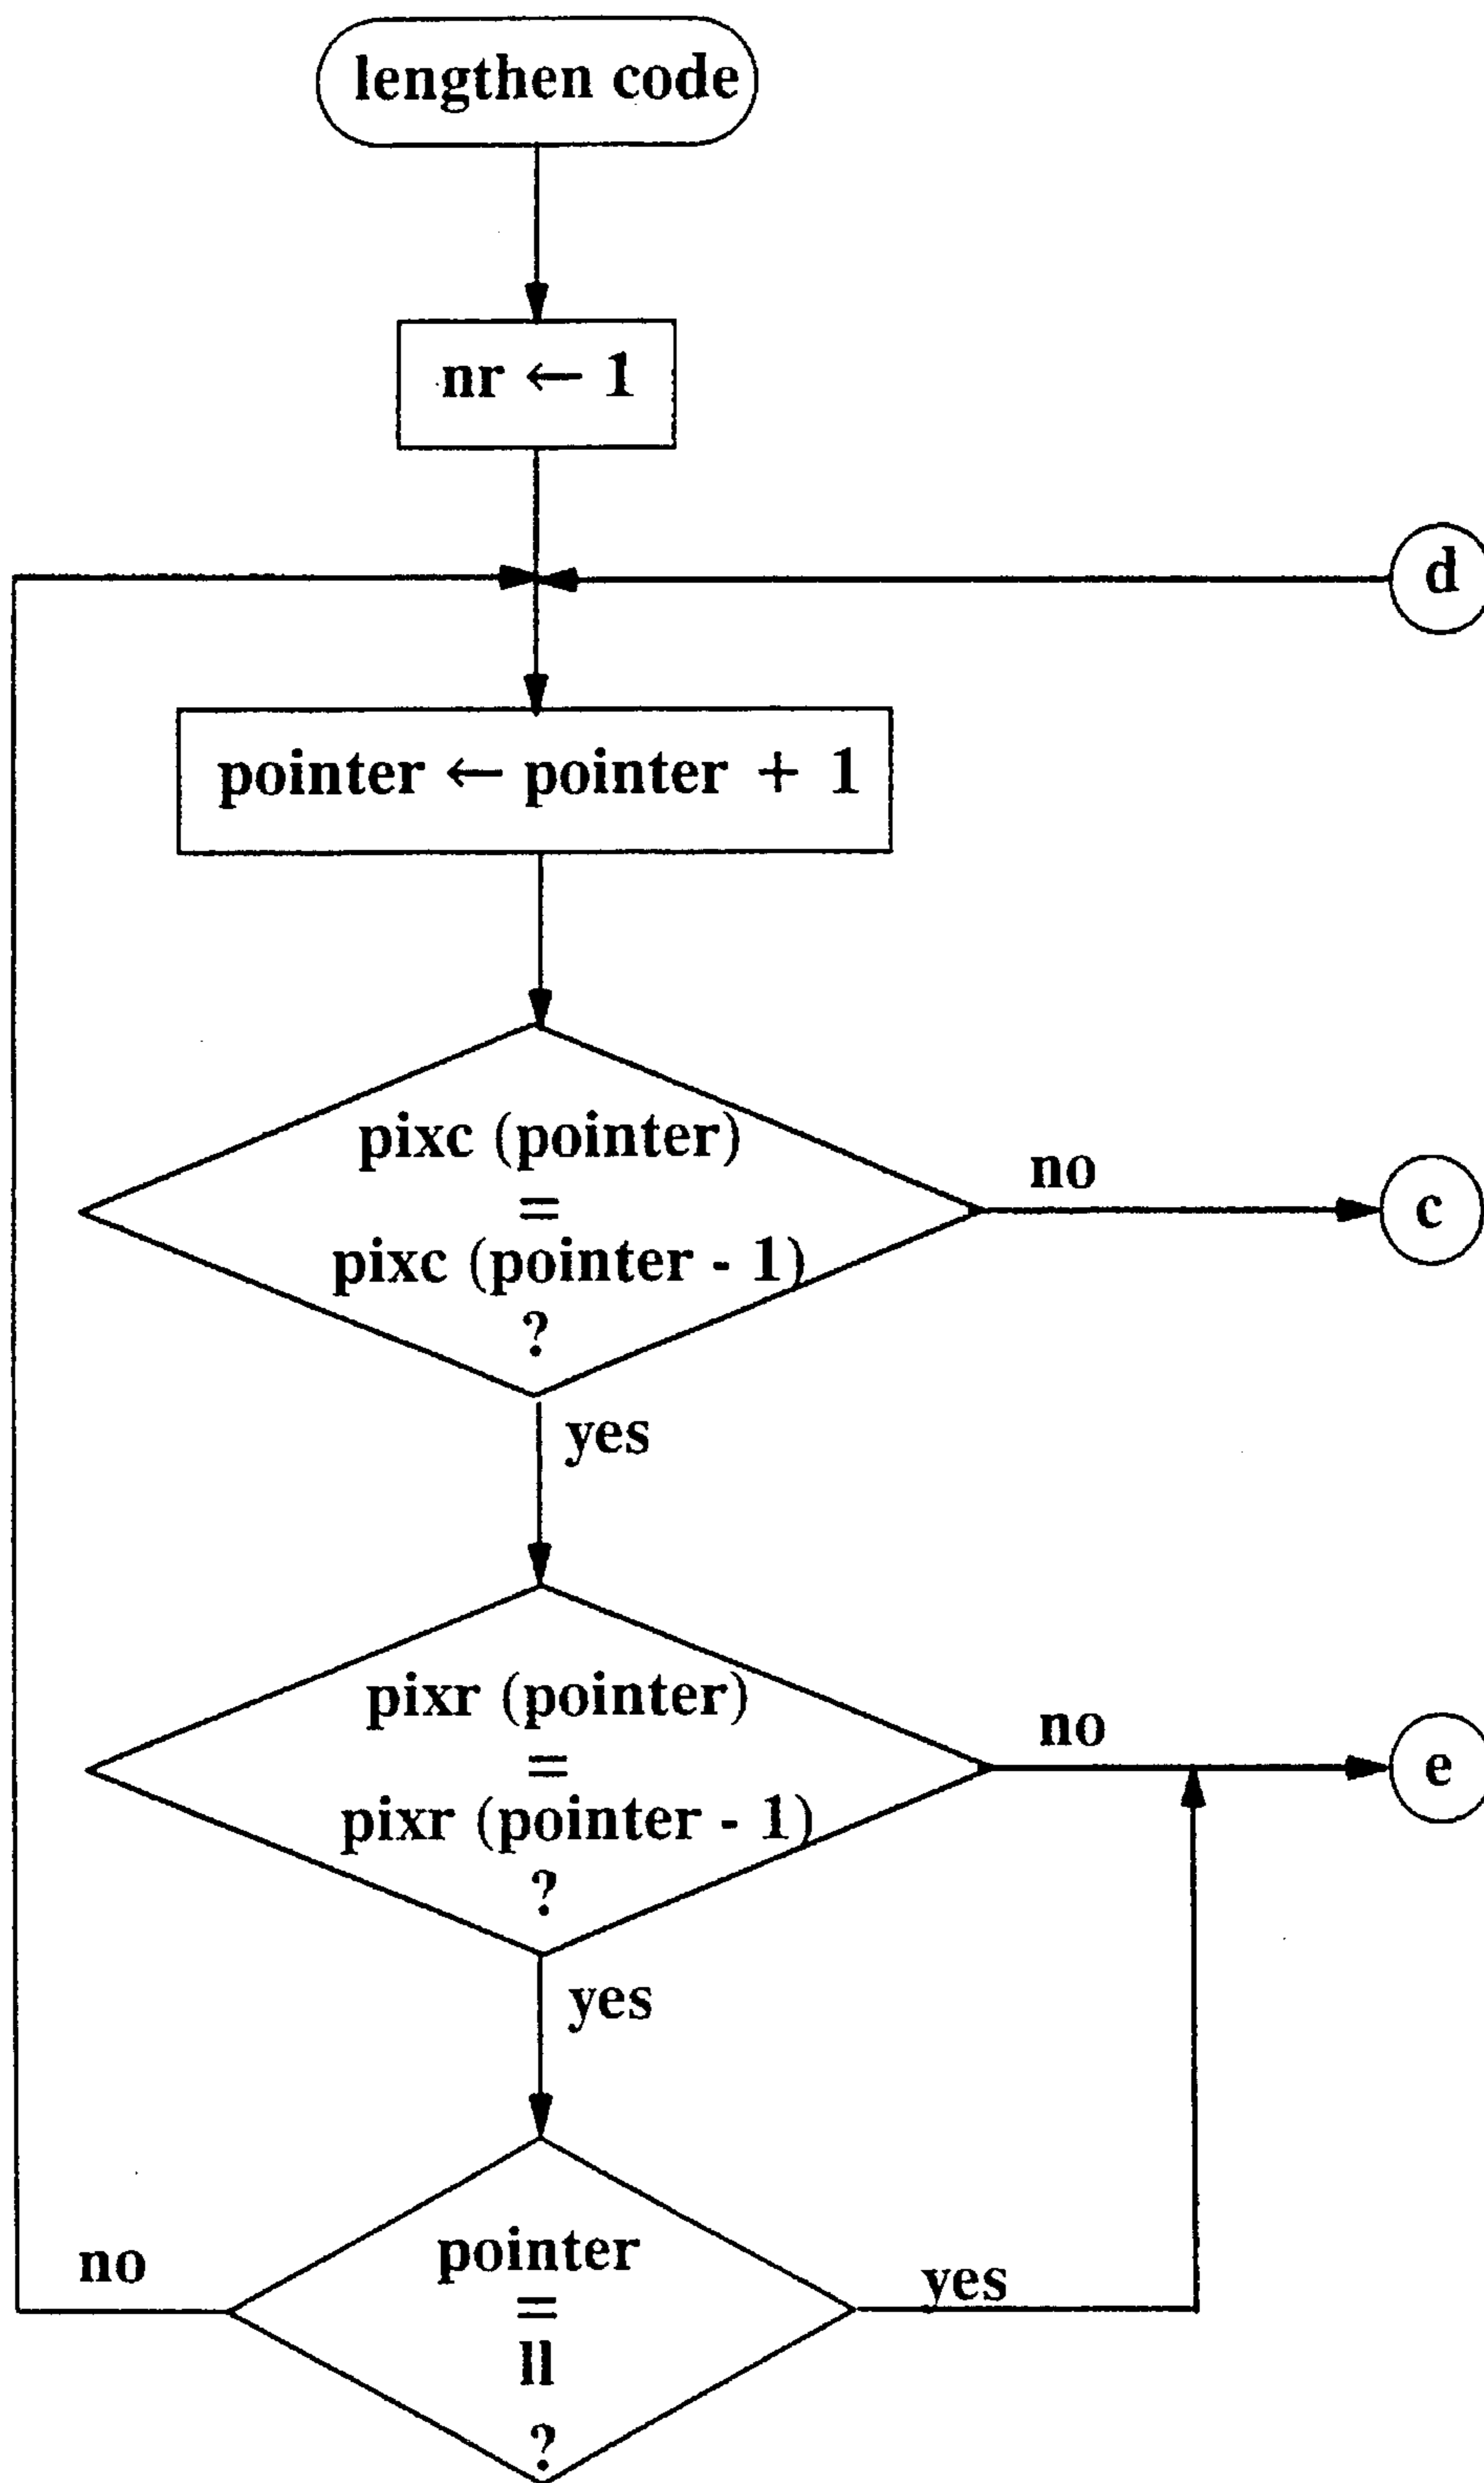 lengthen code
nr ← 1
d
pointer ← pointer + 1
pixc (pointer)
=
pixc (pointer - 1)
?
no
c
yes
pixr (pointer)
=
pixr (pointer - 1)
?
no
e
yes
pointer
=
ll
?
no
yes